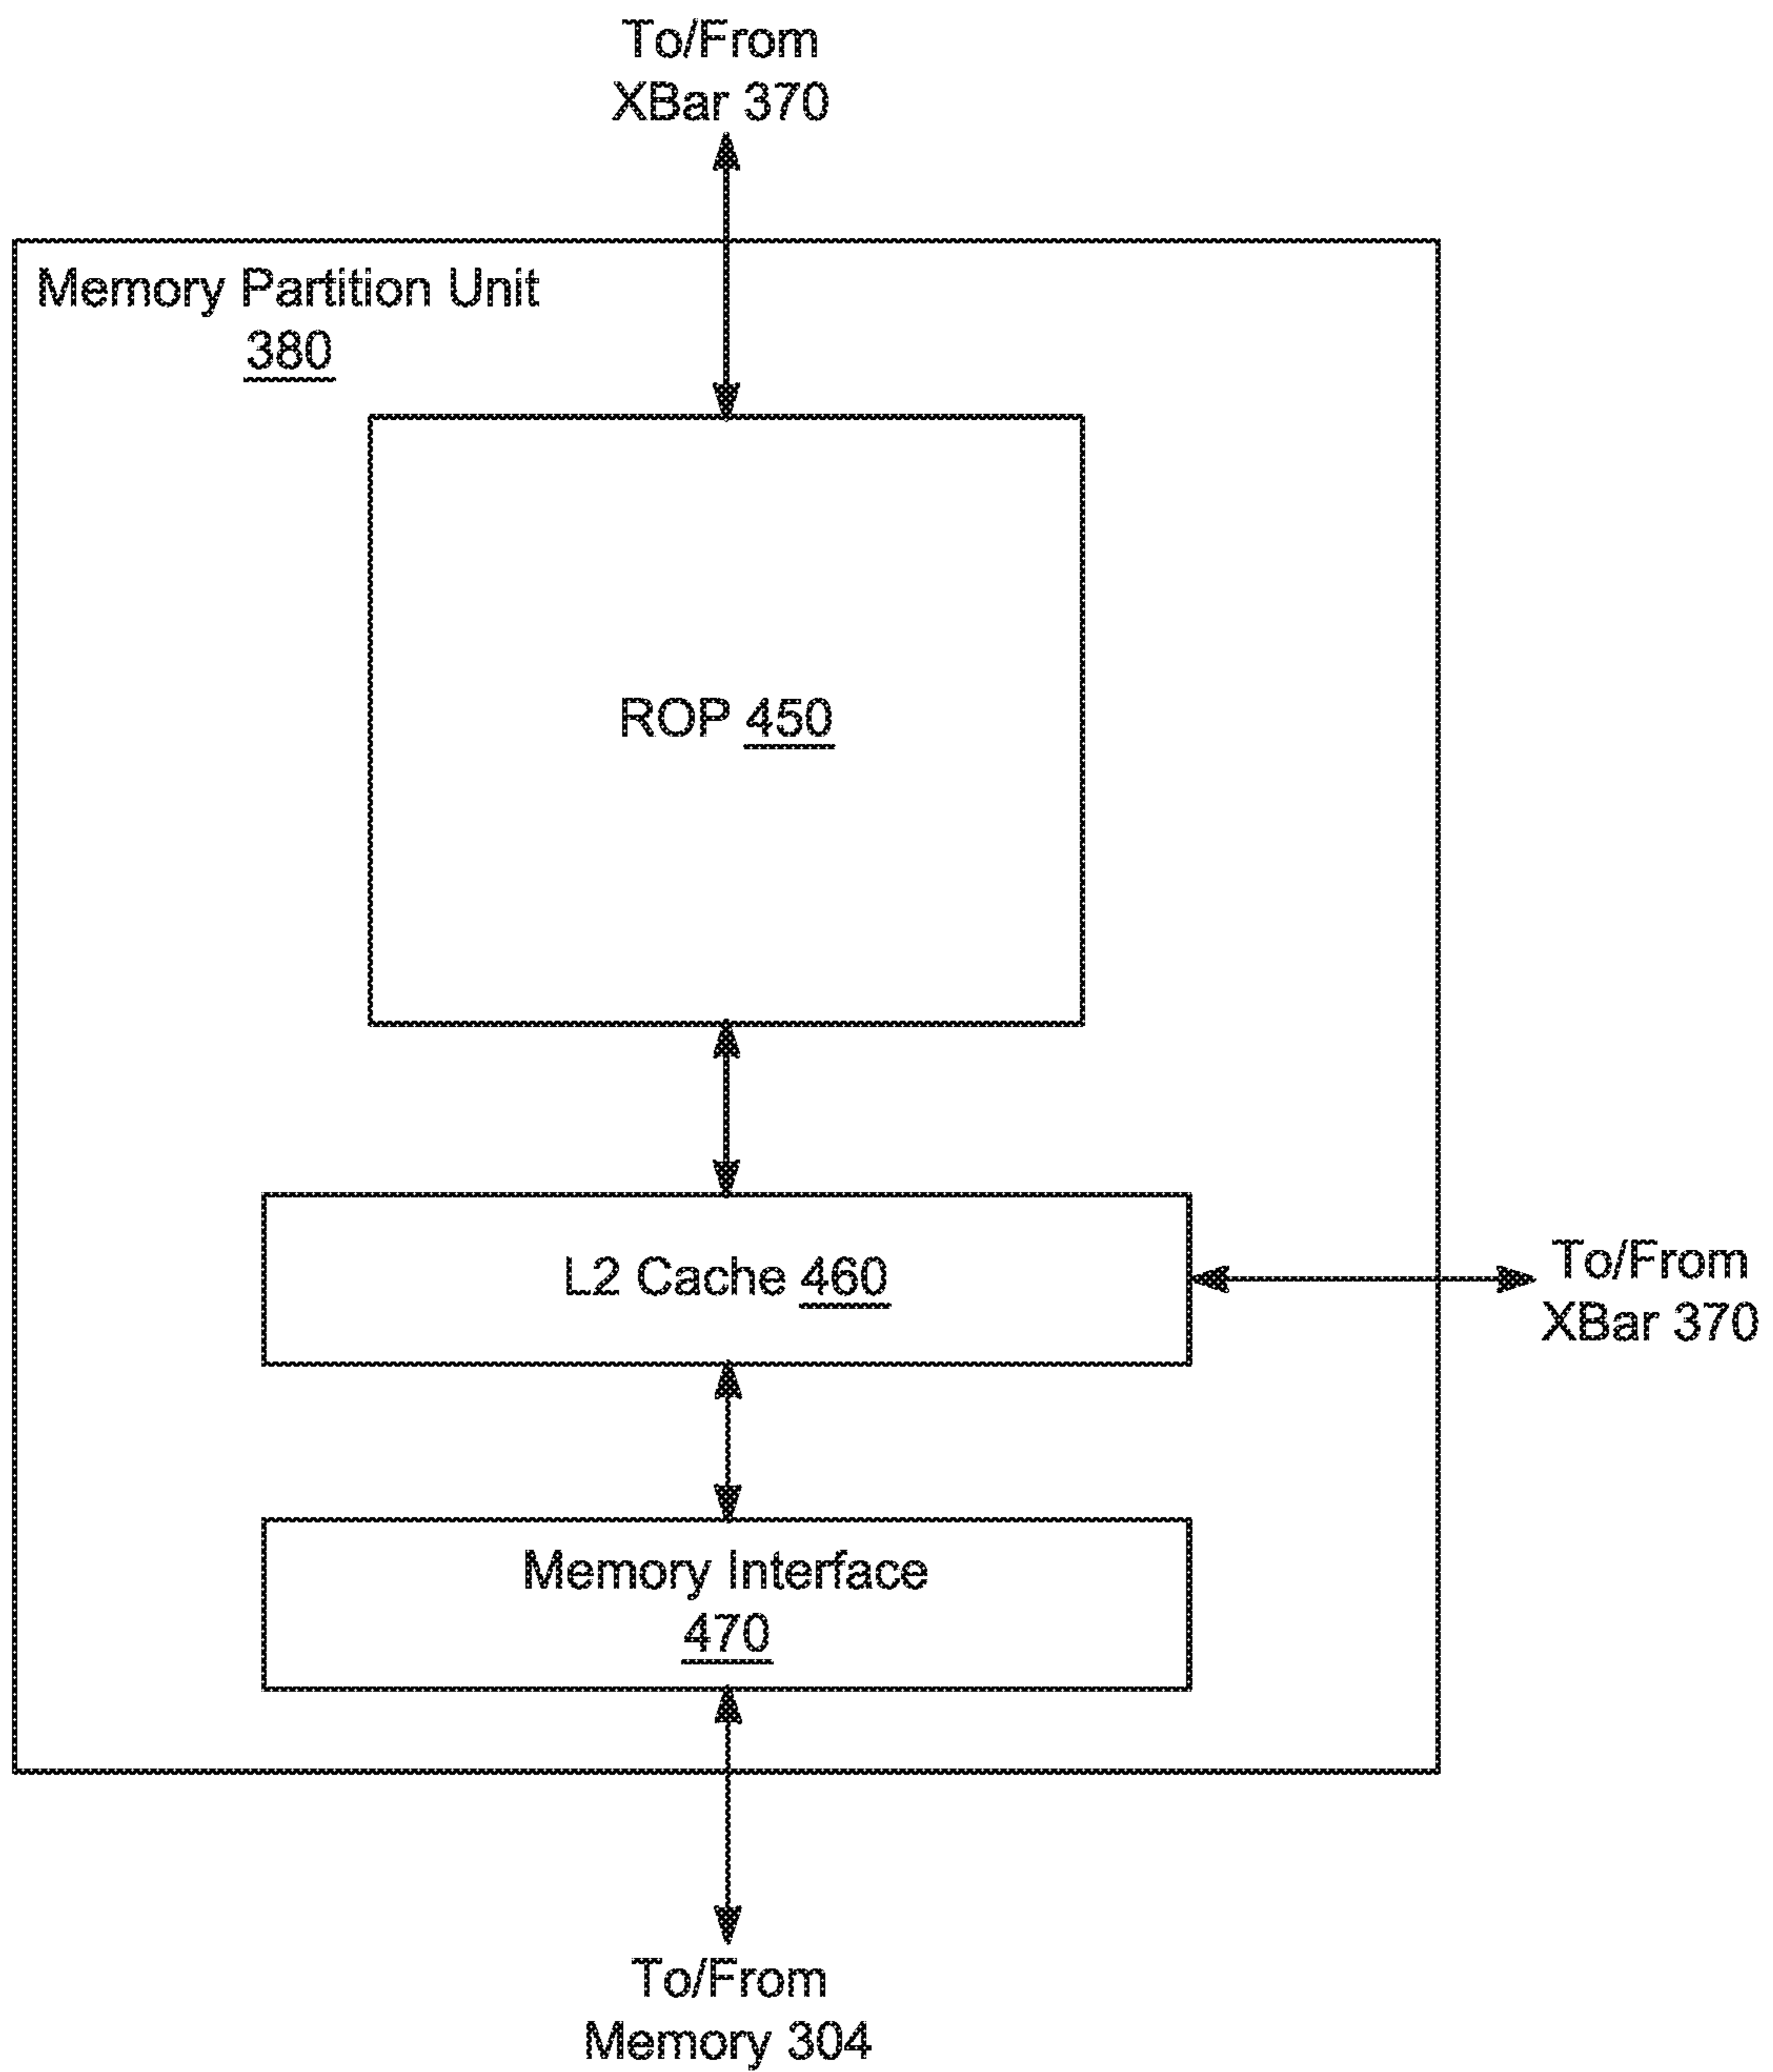 To/From
XBar 370
Memory Partition Unit
380
ROP 450
L2 Cache 460
To/From
XBar 370
Memory Interface
470
To/From
Memory 304